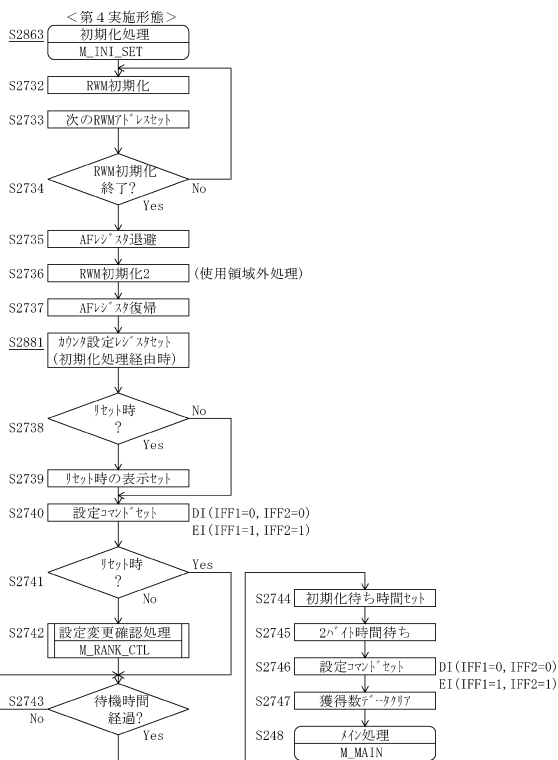 ＜第４実施形態＞
S2863 初期化処理
M_INI_SET
S2732 RWM初期化
S2733 次のRWMｱﾄﾞﾚｽｾｯﾄ
S2734 RWM初期化
終了?
No
Yes
S2735 AFﾚｼﾞｽﾀ退避
S2736 RWM初期化2 (使用領域外処理)
S2737 AFﾚｼﾞｽﾀ復帰
S2881 ｶｳﾝﾀ設定ﾚｼﾞｽﾀｾｯﾄ
(初期化処理経由時)
S2738 ﾘｾｯﾄ時
?
No
Yes
S2739 ﾘｾｯﾄ時の表示ｾｯﾄ
S2740 設定ｺﾏﾝﾄﾞｾｯﾄ DI(IFF1=0,IFF2=0)
EI(IFF1=1,IFF2=1)
S2741 ﾘｾｯﾄ時
?
Yes
No
S2742 設定変更確認処理
M_RANK_CTL
S2743 待機時間
経過?
No
Yes
S2744 初期化待ち時間ｾｯﾄ
S2745 2ﾊﾞｲﾄ時間待ち
S2746 設定ｺﾏﾝﾄﾞｾｯﾄ DI(IFF1=0,IFF2=0)
EI(IFF1=1,IFF2=1)
S2747 獲得数ﾃﾞｰﾀｸﾘｱ
S248 ﾒｲﾝ処理
M_MAIN